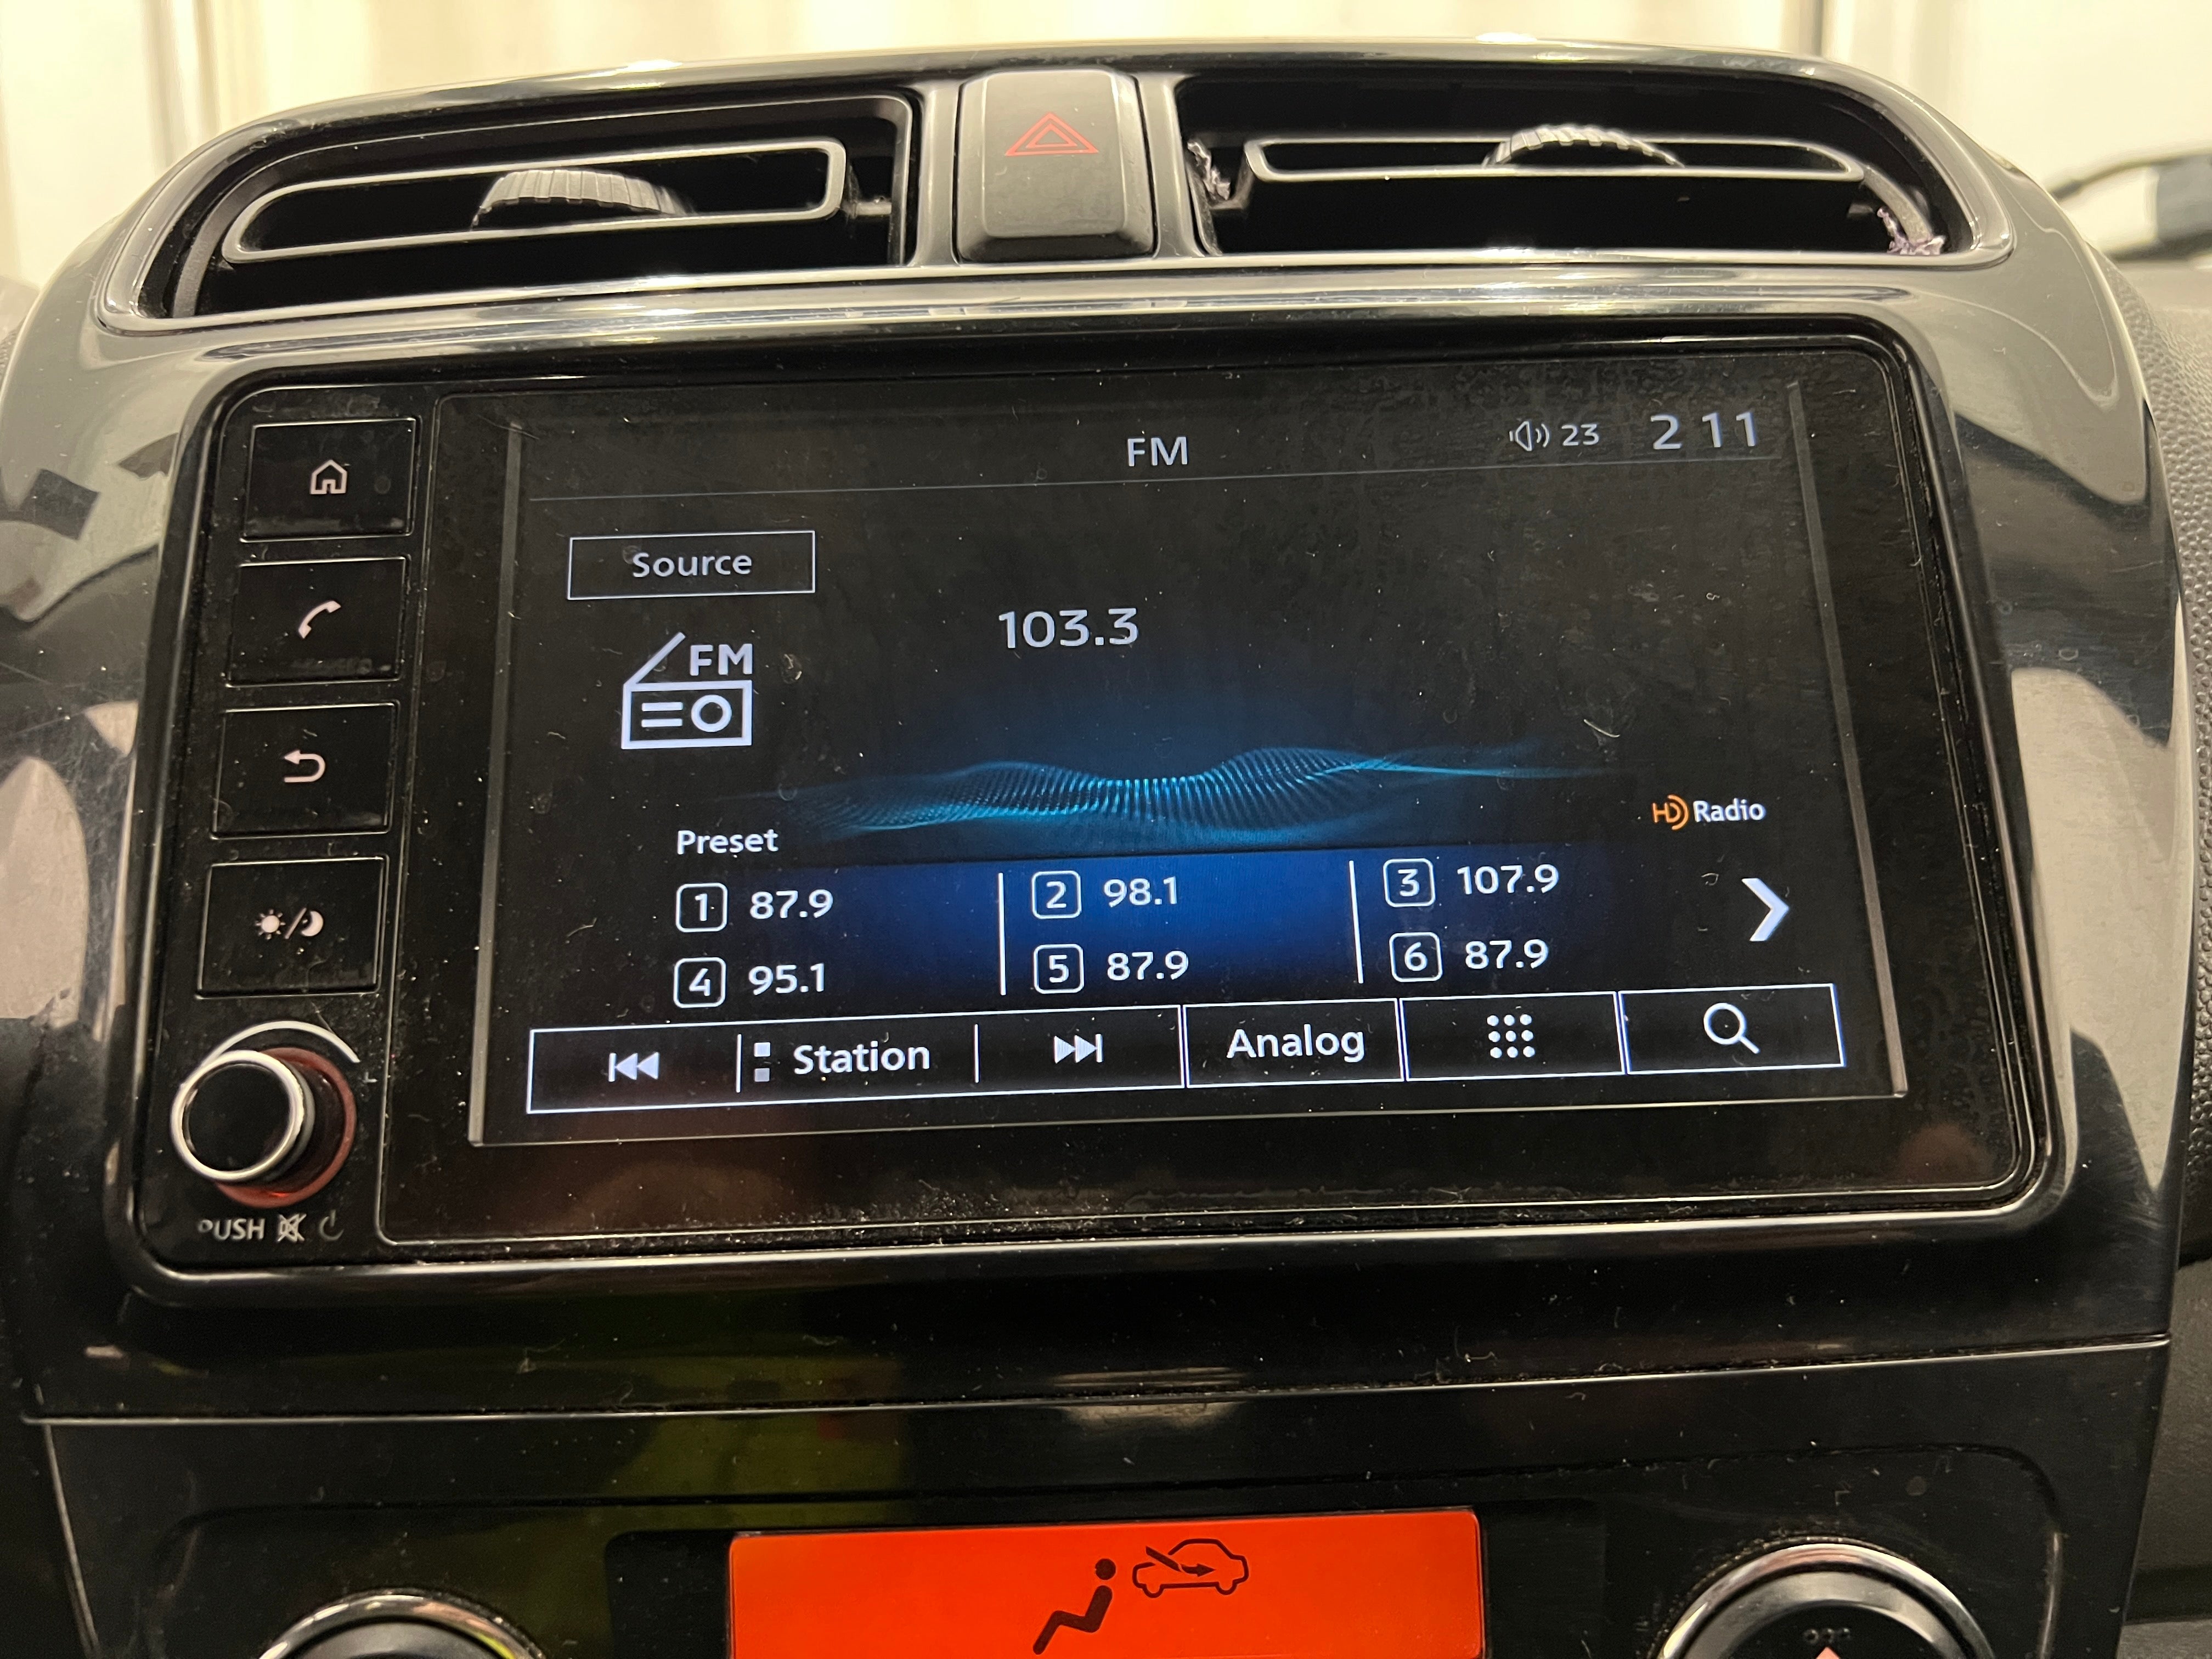 FM
23
2 11
Source
FM
103.3
HD Radio
Preset
1 87.9
2 98.1
3 107.9
4 95.1
5 87.9
6 87.9
Station
Analog
PUSH